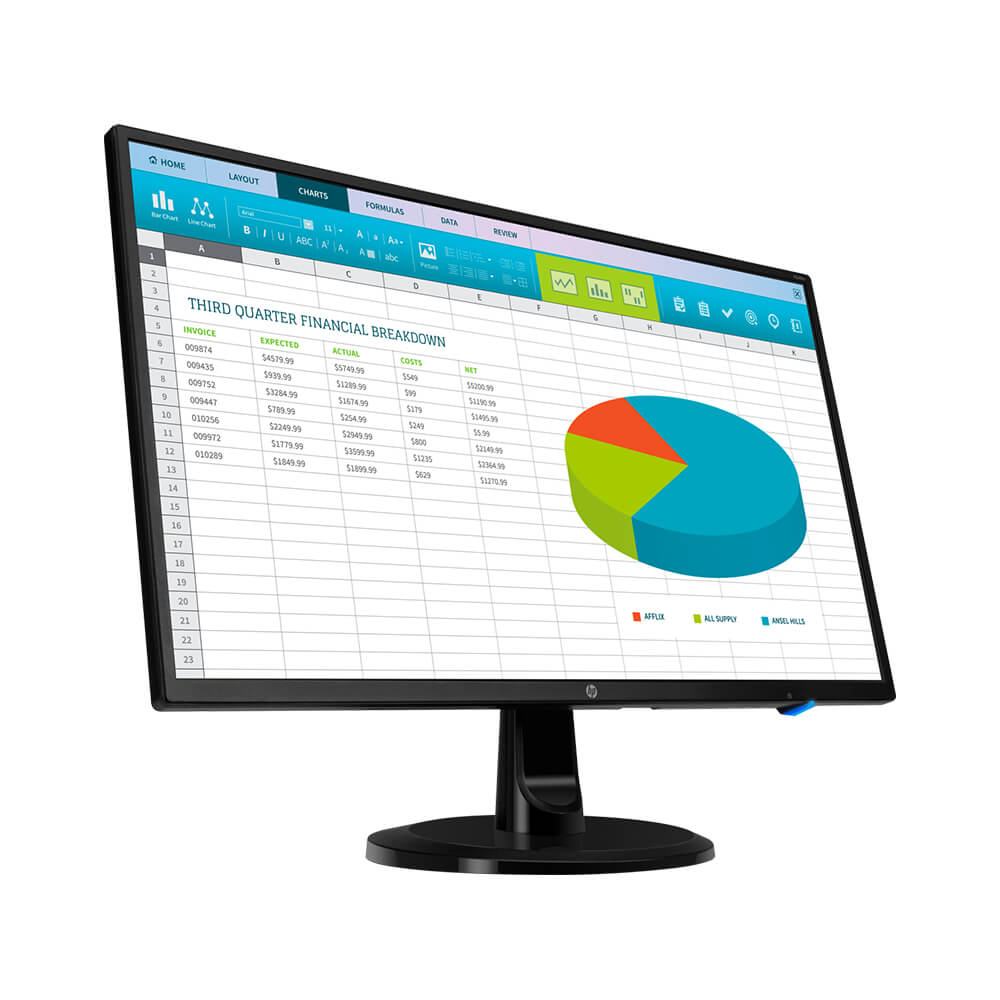 HOME LAYOUT CHARTS FORMULAS DATA REVIEW
Arial 11 A a Aa
Bar Chart Line Chart B I U ABC A A A abc Picture
A B C D E F G H I J K
1
2
3
4 THIRD QUARTER FINANCIAL BREAKDOWN
5 INVOICE EXPECTED ACTUAL COSTS NET
6 009874 $4579.99 $5749.99 $549 $5200.99
7 009435 $939.99 $1289.99 $99 $1190.99
8 009752 $3284.99 $1674.99 $179 $1495.99
9 009447 $789.99 $254.99 $249 $5.99
10 010256 $2249.99 $2949.99 $800 $2149.99
11 009972 $1779.99 $3599.99 $1235 $2364.99
12 010289 $1849.99 $1899.99 $629 $1270.99
13
14
15
16
17
18
19
20
21
22
23
AFFLIX ALL SUPPLY ANSEL HILLS
hp